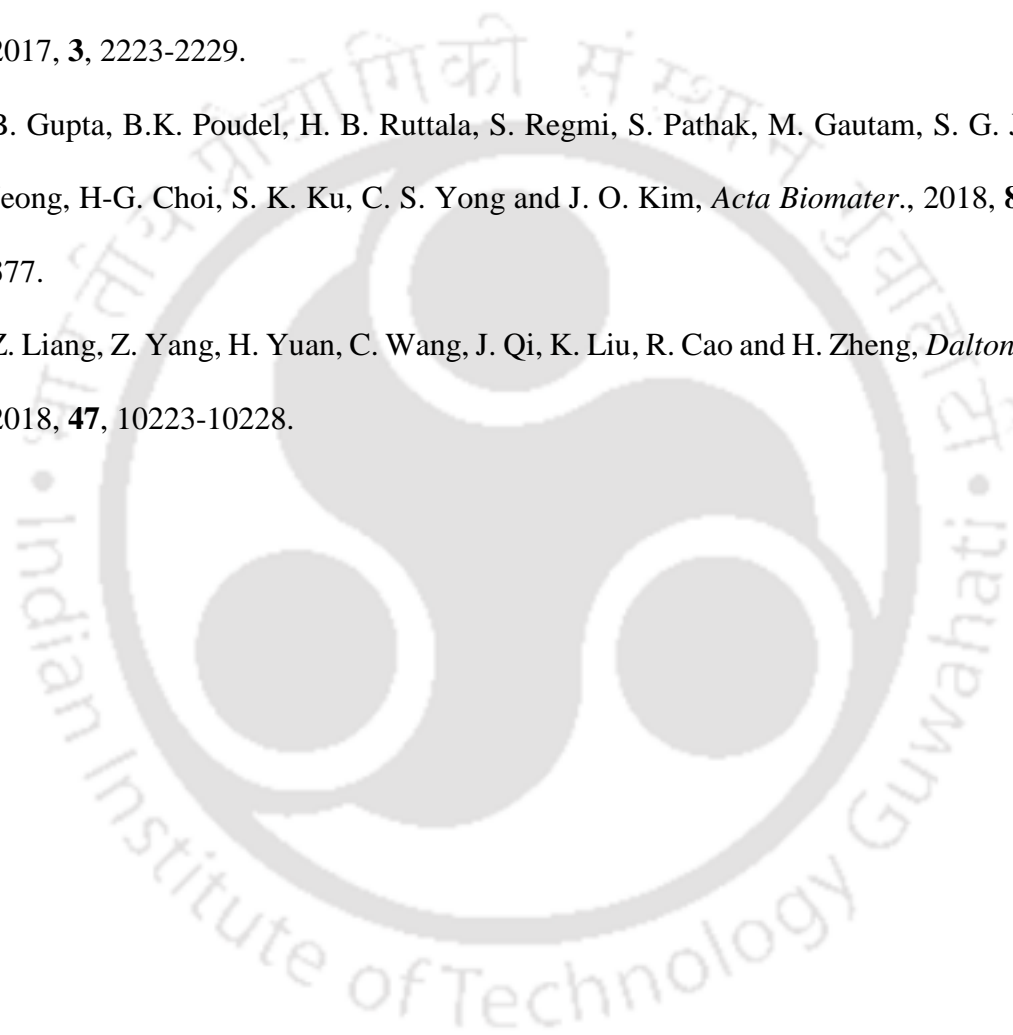 2017, 3, 2223-2229.
B. Gupta, B.K. Poudel, H. B. Ruttala, S. Regmi, S. Pathak, M. Gautam, S. G. J
eong, H-G. Choi, S. K. Ku, C. S. Yong and J. O. Kim, Acta Biomater., 2018, 8
377.
Z. Liang, Z. Yang, H. Yuan, C. Wang, J. Qi, K. Liu, R. Cao and H. Zheng, Dalton
2018, 47, 10223-10228.
भारतीय प्रौद्योगिकी संस्थान गुवाहाटी
Indian Institute of Technology Guwahati